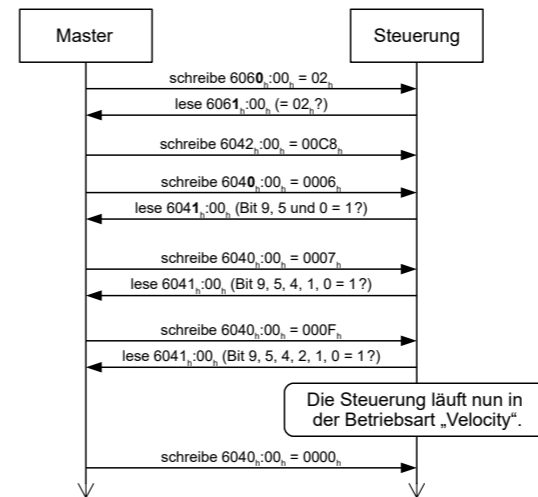 Master
Steuerung
schreibe 6060ₕ:00ₕ = 02ₕ
lese 6061ₕ:00ₕ (= 02ₕ?)
schreibe 6042ₕ:00ₕ = 00C8ₕ
schreibe 6040ₕ:00ₕ = 0006ₕ
lese 6041ₕ:00ₕ (Bit 9, 5 und 0 = 1?)
schreibe 6040ₕ:00ₕ = 0007ₕ
lese 6041ₕ:00ₕ (Bit 9, 5, 4, 1, 0 = 1?)
schreibe 6040ₕ:00ₕ = 000Fₕ
lese 6041ₕ:00ₕ (Bit 9, 5, 4, 2, 1, 0 = 1?)
Die Steuerung läuft nun in
der Betriebsart „Velocity“.
schreibe 6040ₕ:00ₕ = 0000ₕ